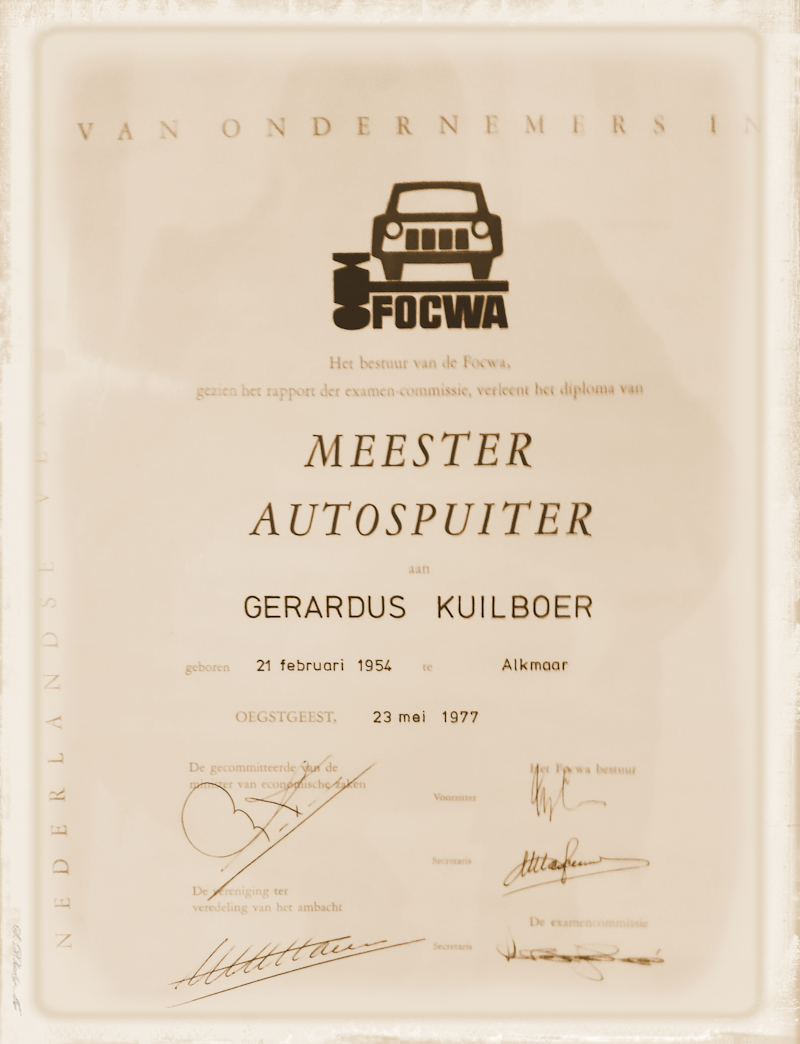 NEDERLANDSE VER
VAN ONDERNEMERS IN
FOCWA
Het bestuur van de Focwa,
gezien het rapport der examen-commissie, verleent het diploma van
MEESTER
AUTOSPUITER
aan
GERARDUS KUILBOER
geboren 21 februari 1954 te Alkmaar
OEGSTGEEST, 23 mei 1977
De gecommitteerde van de
minister van economische zaken
Het Focwa bestuur
Voorzitter
Secretaris
De vereniging ter
veredeling van het ambacht
De examencommissie
Secretaris